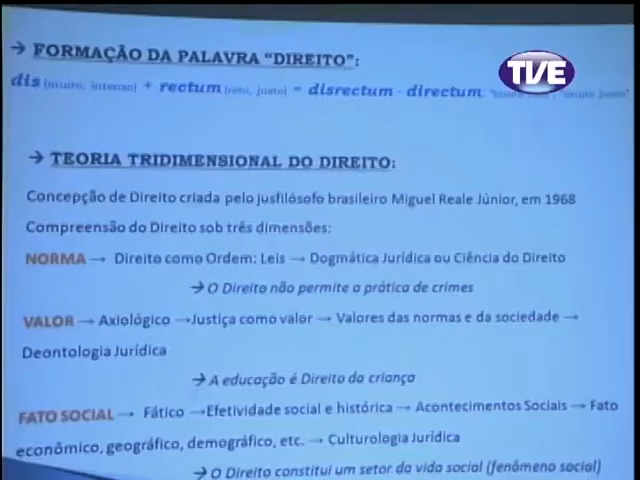 → FORMAÇÃO DA PALAVRA “DIREITO”:
TVE
dis (muito, intenso) + rectum (reto, justo) = disrectum - directum: "muito justo"
→ TEORIA TRIDIMENSIONAL DO DIREITO:
Concepção de Direito criada pelo jusfilósofo brasileiro Miguel Reale Júnior, em 1968
Compreensão do Direito sob três dimensões:
NORMA → Direito como Ordem: Leis → Dogmática Jurídica ou Ciência do Direito
→ O Direito não permite a prática de crimes
VALOR → Axiológico →Justiça como valor → Valores das normas e da sociedade →
Deontologia Jurídica
→ A educação é Direito da criança
FATO SOCIAL → Fático →Efetividade social e histórica → Acontecimentos Sociais → Fato
econômico, geográfico, demográfico, etc. → Culturologia Jurídica
→ O Direito constitui um setor da vida social (fenômeno social)